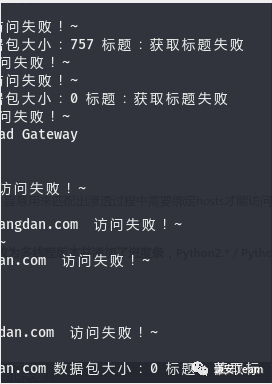 访问失败！~
据包大小：757 标题：获取标题失败
问失败！~
访问失败！~
据包大小：0 标题：获取标题失败
访问失败！~
ad Gateway
访问失败！~
angdan.com 访问失败！~
~
an.com 访问失败！~
dan.com 访问失败！~
an.com 数据包大小：0 标题
Team